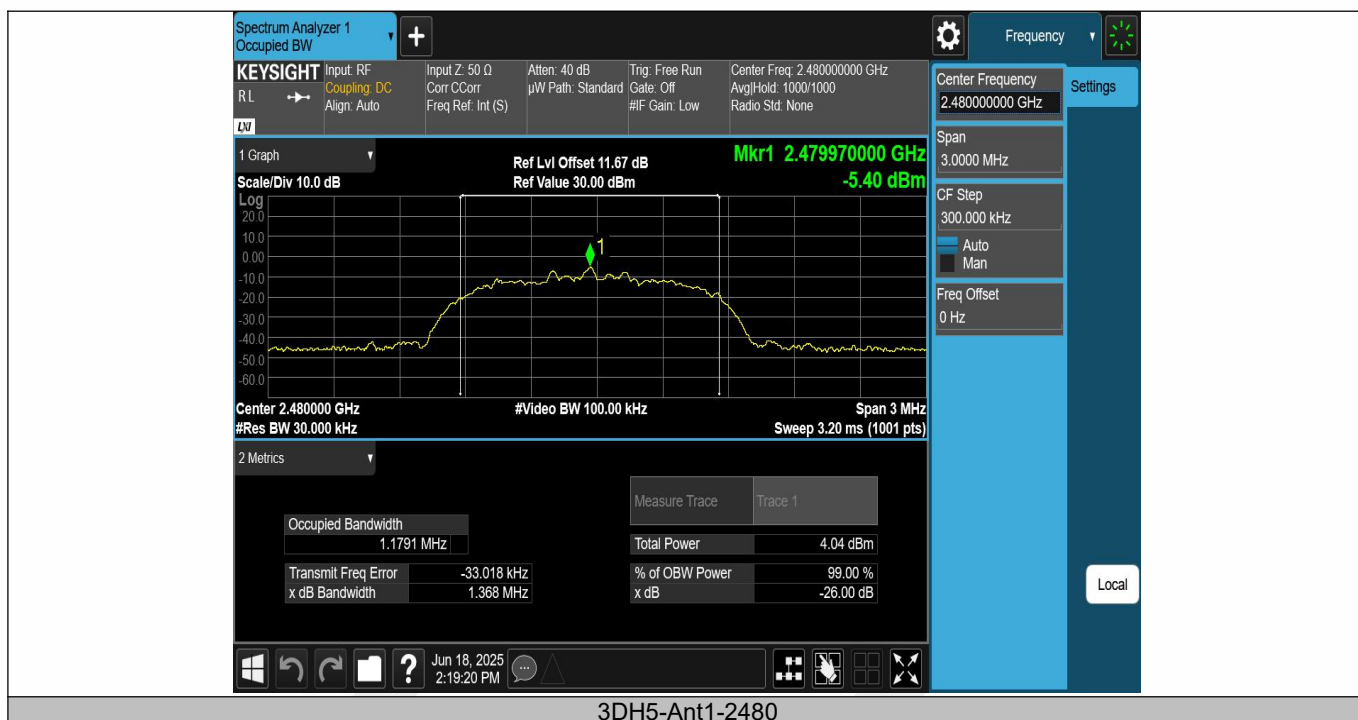 Spectrum Analyzer 1
Occupied BW
+
Frequency
KEYSIGHT
RL
LXI
Input: RF
Coupling: DC
Align: Auto
Input Z: 50 Ω
Corr CCorr
Freq Ref: Int (S)
Atten: 40 dB
µW Path: Standard
Trig: Free Run
Gate: Off
#IF Gain: Low
Center Freq: 2.480000000 GHz
Avg|Hold: 1000/1000
Radio Std: None
1 Graph
Scale/Div 10.0 dB
Ref Lvl Offset 11.67 dB
Ref Value 30.00 dBm
Mkr1 2.479970000 GHz
-5.40 dBm
Log
20.0
10.0
0.00
-10.0
-20.0
-30.0
-40.0
-50.0
-60.0
1
Center 2.480000 GHz
#Video BW 100.00 kHz
Span 3 MHz
#Res BW 30.000 kHz
Sweep 3.20 ms (1001 pts)
2 Metrics
Measure Trace
Trace 1
Occupied Bandwidth
1.1791 MHz
Total Power
4.04 dBm
Transmit Freq Error
-33.018 kHz
% of OBW Power
99.00 %
x dB Bandwidth
1.368 MHz
x dB
-26.00 dB
Center Frequency
2.480000000 GHz
Settings
Span
3.0000 MHz
CF Step
300.000 kHz
Auto
Man
Freq Offset
0 Hz
Local
?
Jun 18, 2025
2:19:20 PM
3DH5-Ant1-2480